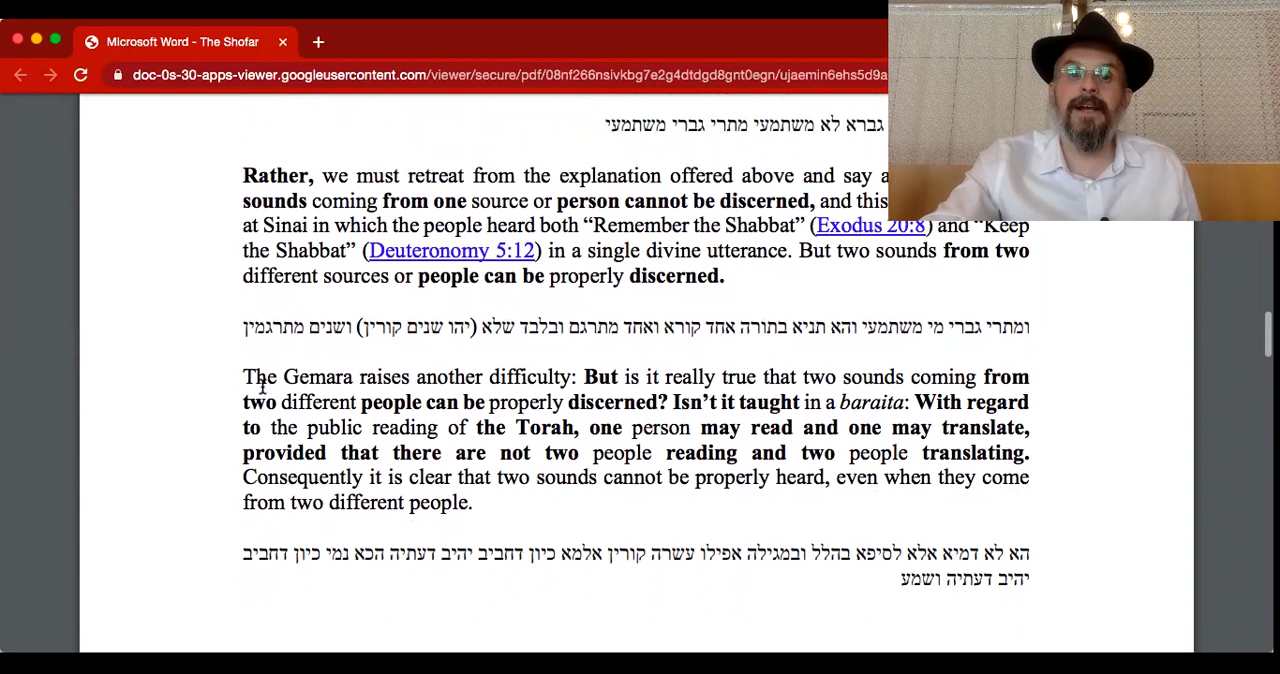 Microsoft Word - The Shofar
doc-0s-30-apps-viewer.googleusercontent.com/viewer/secure/pdf/08nf266nsivkbg7e2g4dtdgd8gnt0egn/ujaemin6ehs5d9a
גברא לא משתמעי מתרי גברי משתמעי
Rather, we must retreat from the explanation offered above and say a
sounds coming from one source or person cannot be discerned, and this
at Sinai in which the people heard both “Remember the Shabbat” (Exodus 20:8) and “Keep
the Shabbat” (Deuteronomy 5:12) in a single divine utterance. But two sounds from two
different sources or people can be properly discerned.
ומתרי גברי מי משתמעי והא תניא בתורה אחד קורא ואחד מתרגם ובלבד שלא (יהו שנים קורין) ושנים מתרגמין
The Gemara raises another difficulty: But is it really true that two sounds coming from
two different people can be properly discerned? Isn’t it taught in a baraita: With regard
to the public reading of the Torah, one person may read and one may translate,
provided that there are not two people reading and two people translating.
Consequently it is clear that two sounds cannot be properly heard, even when they come
from two different people.
הא לא דמיא אלא לסיפא בהלל ובמגילה אפילו עשרה קורין אלמא כיון דחביב יהיב דעתיה הכא נמי כיון דחביב
יהיב דעתיה ושמע